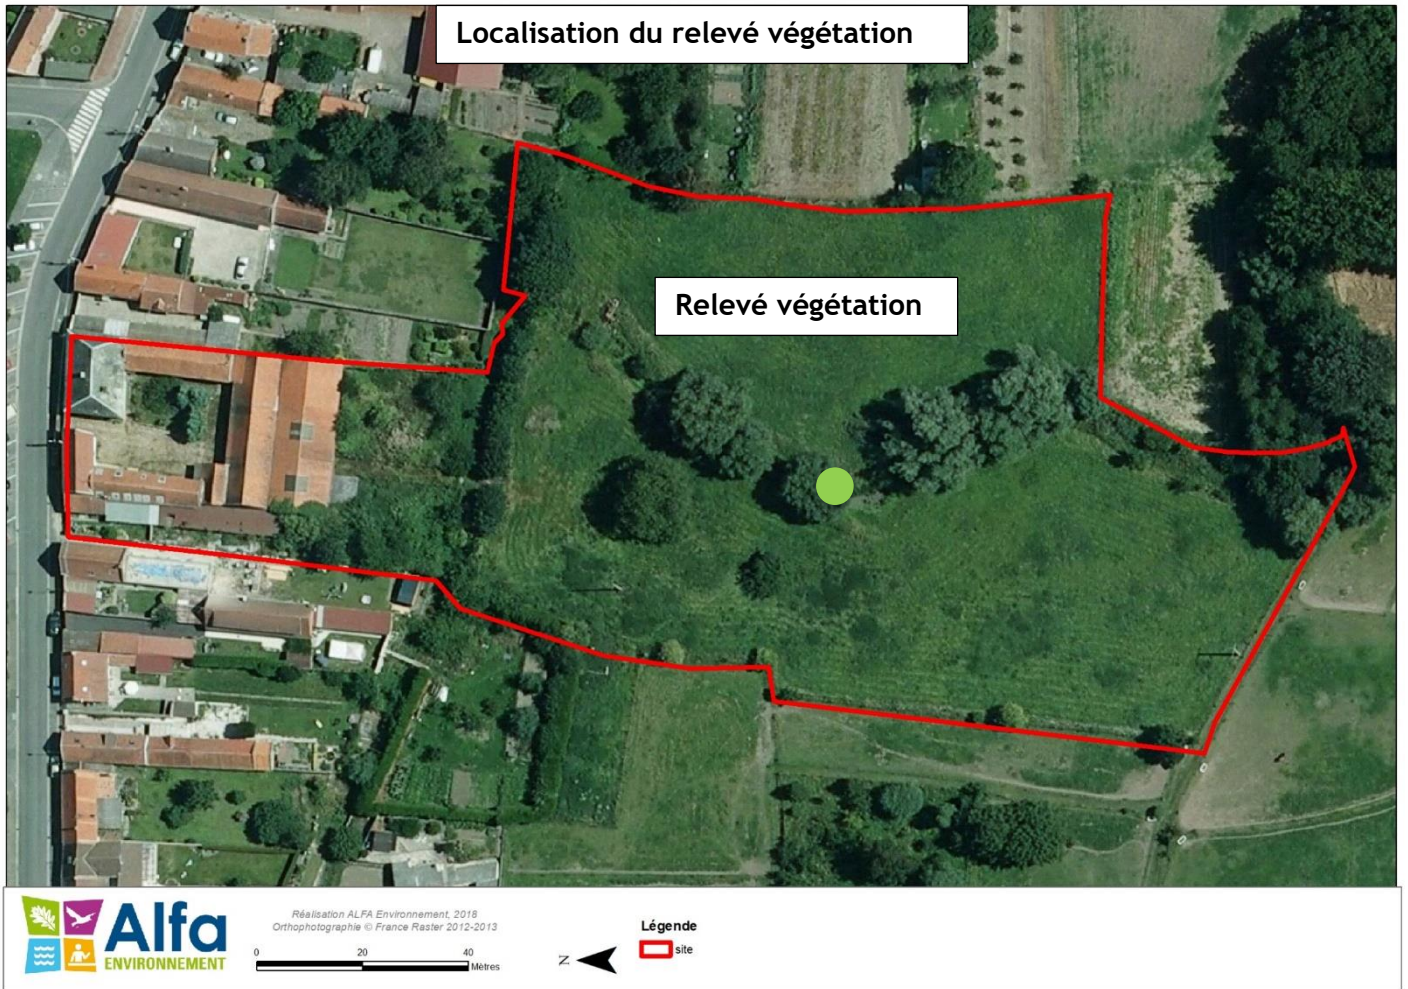 Localisation du relevé végétation
Relevé végétation
Alfa
ENVIRONNEMENT
Réalisation ALFA Environnement, 2018
Orthophotographie © France Raster 2012-2013
0 20 40
Mètres
N
Légende
site